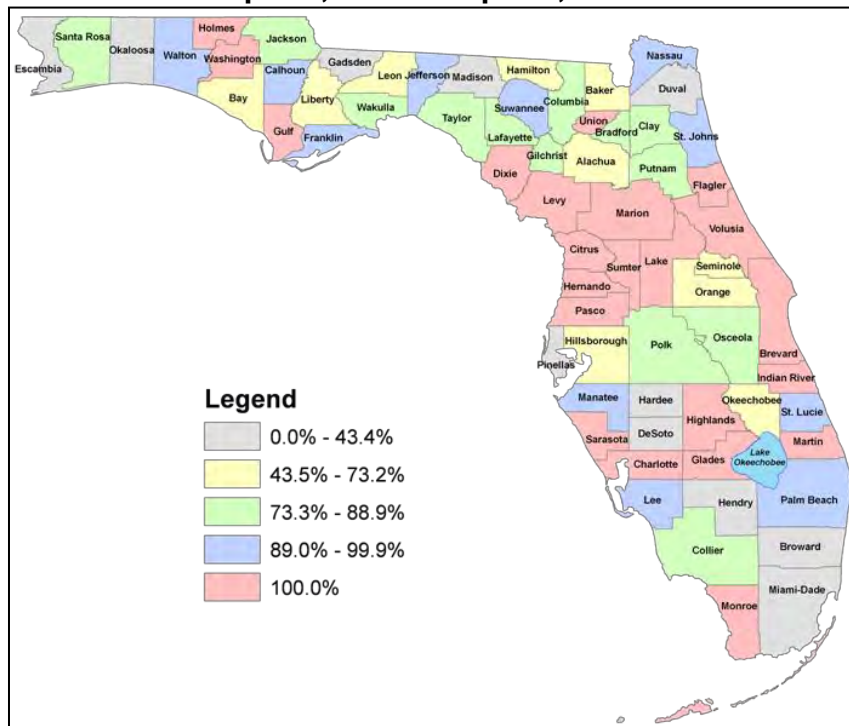 Holmes
Jackson
Santa Rosa
Okaloosa
Walton
Washington
Escambia
Calhoun
Gadsden
Leon
Jefferson
Madison
Hamilton
Nassau
Duval
Bay
Liberty
Wakulla
Gulf
Franklin
Taylor
Suwannee
Columbia
Baker
Union
Bradford
Clay
St. Johns
Lafayette
Gilchrist
Alachua
Putnam
Dixie
Flagler
Levy
Marion
Volusia
Citrus
Sumter
Lake
Seminole
Hernando
Orange
Pasco
Hillsborough
Polk
Osceola
Pinellas
Brevard
Indian River
Manatee
Hardee
Highlands
Okeechobee
St. Lucie
Sarasota
DeSoto
Martin
Charlotte
Glades
Lake
Okeechobee
Lee
Hendry
Palm Beach
Collier
Broward
Miami-Dade
Monroe
Legend
0.0% - 43.4%
43.5% - 73.2%
73.3% - 88.9%
89.0% - 99.9%
100.0%